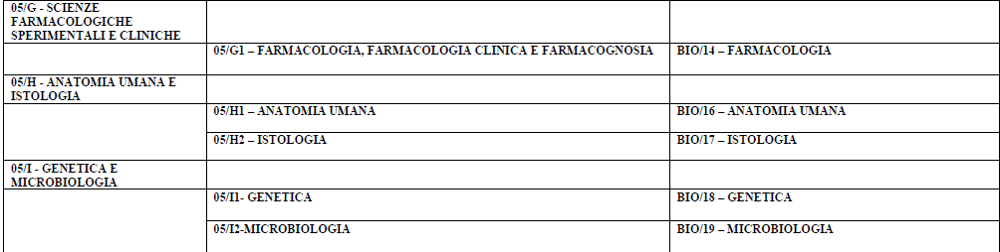 05/G - SCIENZE
FARMACOLOGICHE
SPERIMENTALI E CLINICHE
05/G1 – FARMACOLOGIA, FARMACOLOGIA CLINICA E FARMACOGNOSIA
BIO/14 – FARMACOLOGIA
05/H - ANATOMIA UMANA E
ISTOLOGIA
05/H1 – ANATOMIA UMANA
BIO/16 – ANATOMIA UMANA
05/H2 – ISTOLOGIA
BIO/17 – ISTOLOGIA
05/I - GENETICA E
MICROBIOLOGIA
05/I1- GENETICA
BIO/18 – GENETICA
05/I2-MICROBIOLOGIA
BIO/19 – MICROBIOLOGIA